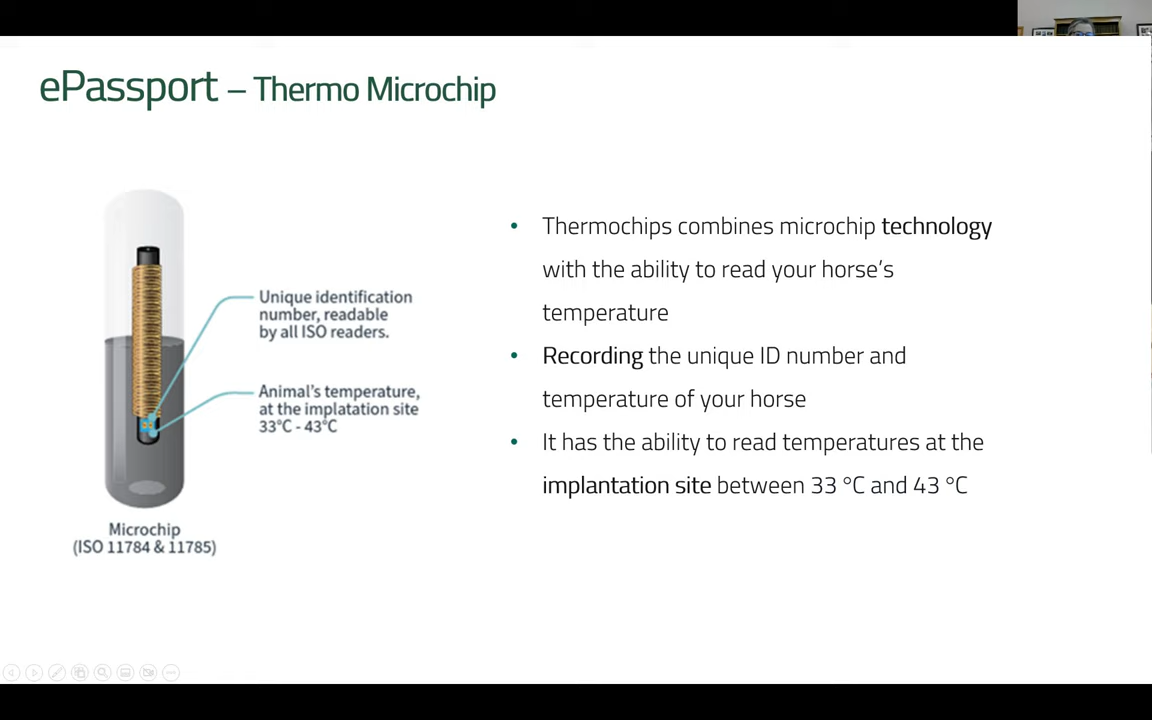 ePassport – Thermo Microchip
Unique identification
number, readable
by all ISO readers.
Animal's temperature,
at the implatation site
33°C - 43°C
Microchip
(ISO 11784 & 11785)
• Thermochips combines microchip technology
with the ability to read your horse's
temperature
• Recording the unique ID number and
temperature of your horse
• It has the ability to read temperatures at the
implantation site between 33 °C and 43 °C